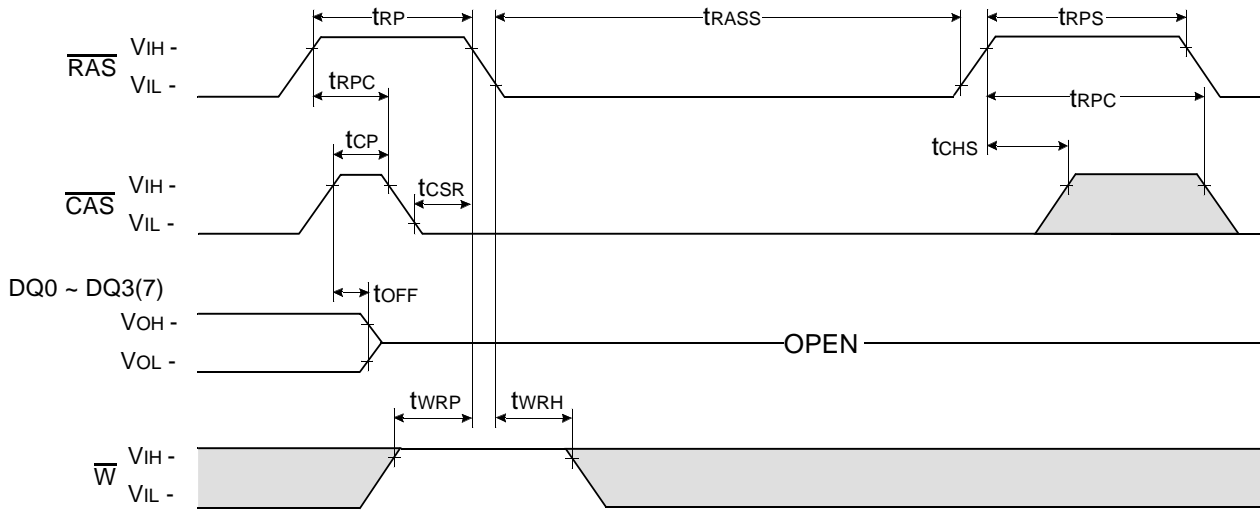 tRP tRASS tRPS
RAS VIH -
VIL -
tRPC tRPC
tCP tCHS
CAS VIH -
VIL -
tCSR
DQ0 ~ DQ3(7)
tOFF
VOH -
VOL -
OPEN
tWRP tWRH
W VIH -
VIL -